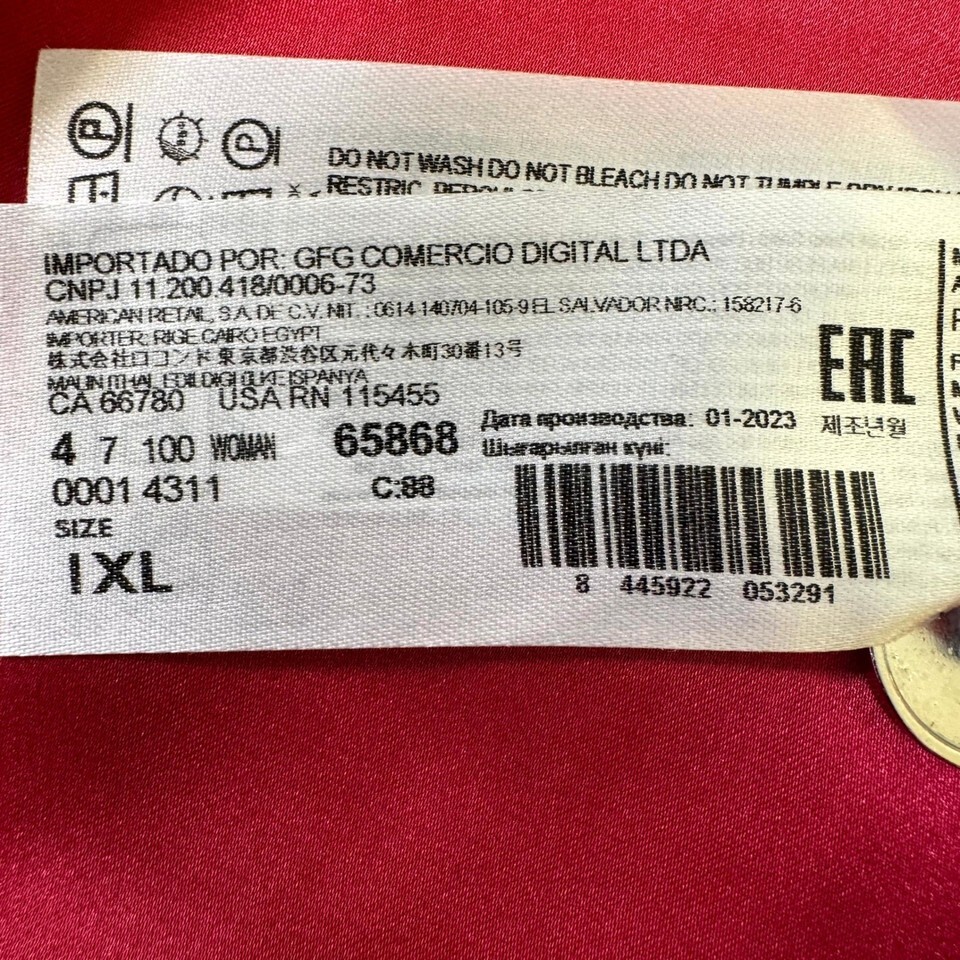 DO NOT WASH DO NOT BLEACH DO NOT TUMBLE DRY IRON
RESTRIC
IMPORTADO POR: GFG COMERCIO DIGITAL LTDA
CNPJ 11.200.418/0006-73
AMERICAN RETAIL, S.A. DE C.V. NIT. : 0614-140704-105-9 EL SALVADOR NRC.: 158217-6
IMPORTER: RIGE CAIRO EGYPT
株式会社ロコンド 東京都渋谷区元代々木町30番13号
ISPANYA
CA 66780 USA RN 115455
4 7 100 WOMAN 65868
Дата производства: 01-2023
Шығарылған күні:
제조년월
EAC
0001 4311 C:88
SIZE
1XL
8 445922 053291